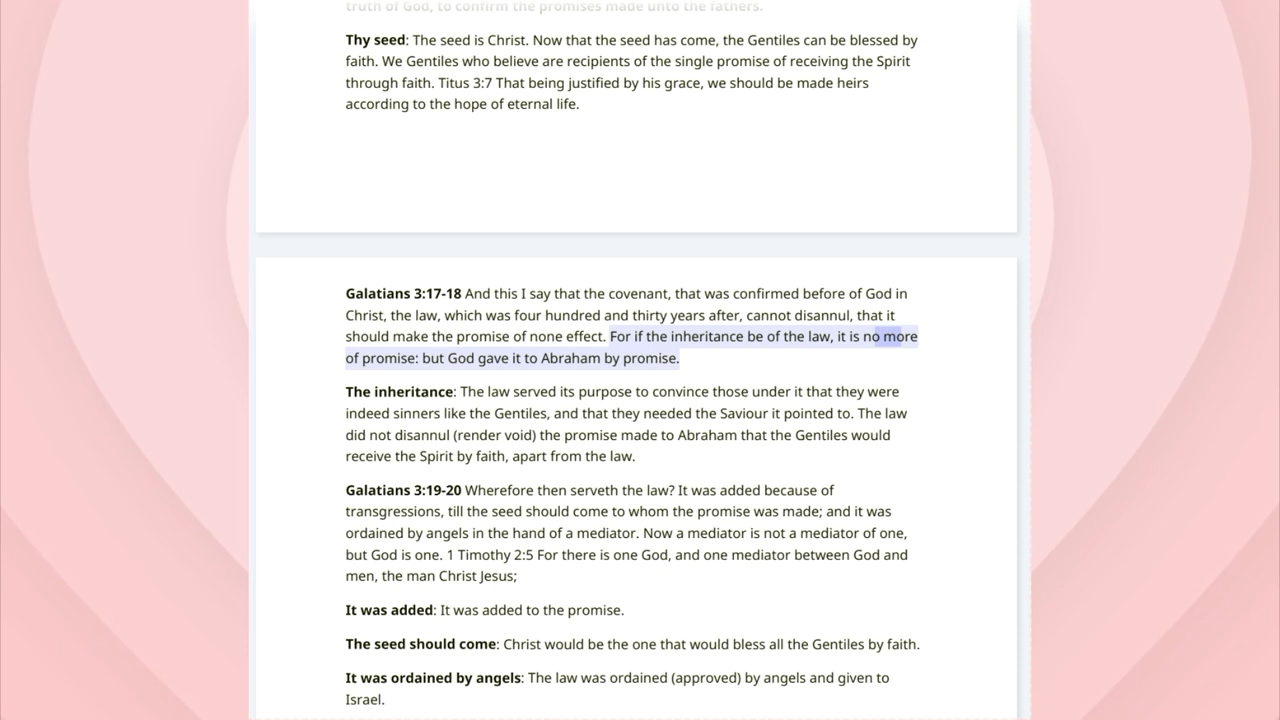 truth of God, to confirm the promises made unto the fathers.
Thy seed: The seed is Christ. Now that the seed has come, the Gentiles can be blessed by
faith. We Gentiles who believe are recipients of the single promise of receiving the Spirit
through faith. Titus 3:7 That being justified by his grace, we should be made heirs
according to the hope of eternal life.
Galatians 3:17-18 And this I say that the covenant, that was confirmed before of God in
Christ, the law, which was four hundred and thirty years after, cannot disannul, that it
should make the promise of none effect. For if the inheritance be of the law, it is no more
of promise: but God gave it to Abraham by promise.
The inheritance: The law served its purpose to convince those under it that they were
indeed sinners like the Gentiles, and that they needed the Saviour it pointed to. The law
did not disannul (render void) the promise made to Abraham that the Gentiles would
receive the Spirit by faith, apart from the law.
Galatians 3:19-20 Wherefore then serveth the law? It was added because of
transgressions, till the seed should come to whom the promise was made; and it was
ordained by angels in the hand of a mediator. Now a mediator is not a mediator of one,
but God is one. 1 Timothy 2:5 For there is one God, and one mediator between God and
men, the man Christ Jesus;
It was added: It was added to the promise.
The seed should come: Christ would be the one that would bless all the Gentiles by faith.
It was ordained by angels: The law was ordained (approved) by angels and given to
Israel.